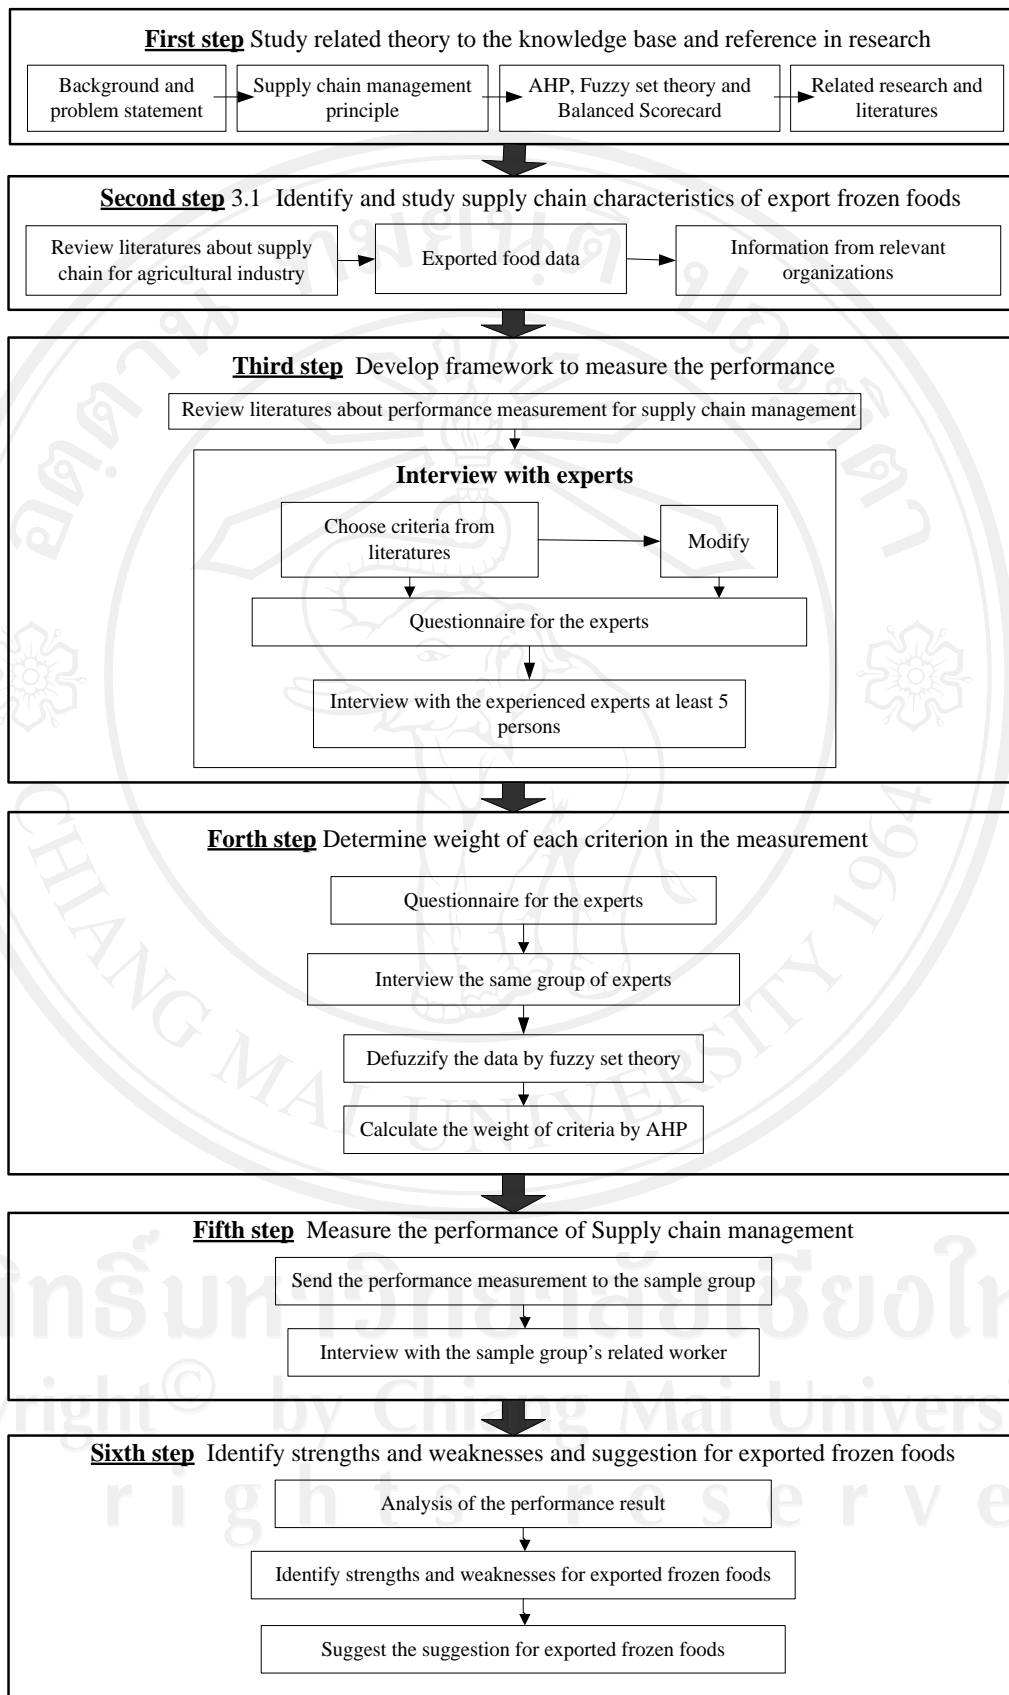 First step Study related theory to the knowledge base and reference in research
Background and
problem statement
Supply chain management
principle
AHP, Fuzzy set theory and
Balanced Scorecard
Related research and
literatures
Second step 3.1 Identify and study supply chain characteristics of export frozen foods
Review literatures about supply
chain for agricultural industry
Exported food data
Information from relevant
organizations
Third step Develop framework to measure the performance
Review literatures about performance measurement for supply chain management
Interview with experts
Choose criteria from
literatures
Modify
Questionnaire for the experts
Interview with the experienced experts at least 5
persons
Forth step Determine weight of each criterion in the measurement
Questionnaire for the experts
Interview the same group of experts
Defuzzify the data by fuzzy set theory
Calculate the weight of criteria by AHP
CHIANG MAI UNIVERSITY 1964
Fifth step Measure the performance of Supply chain management
Send the performance measurement to the sample group
Interview with the sample group's related worker
by Chiang Mai
Sixth step Identify strengths and weaknesses and suggestion for exported frozen foods
rights
Analysis of the performance result
Identify strengths and weaknesses for exported frozen foods
Suggest the suggestion for exported frozen foods